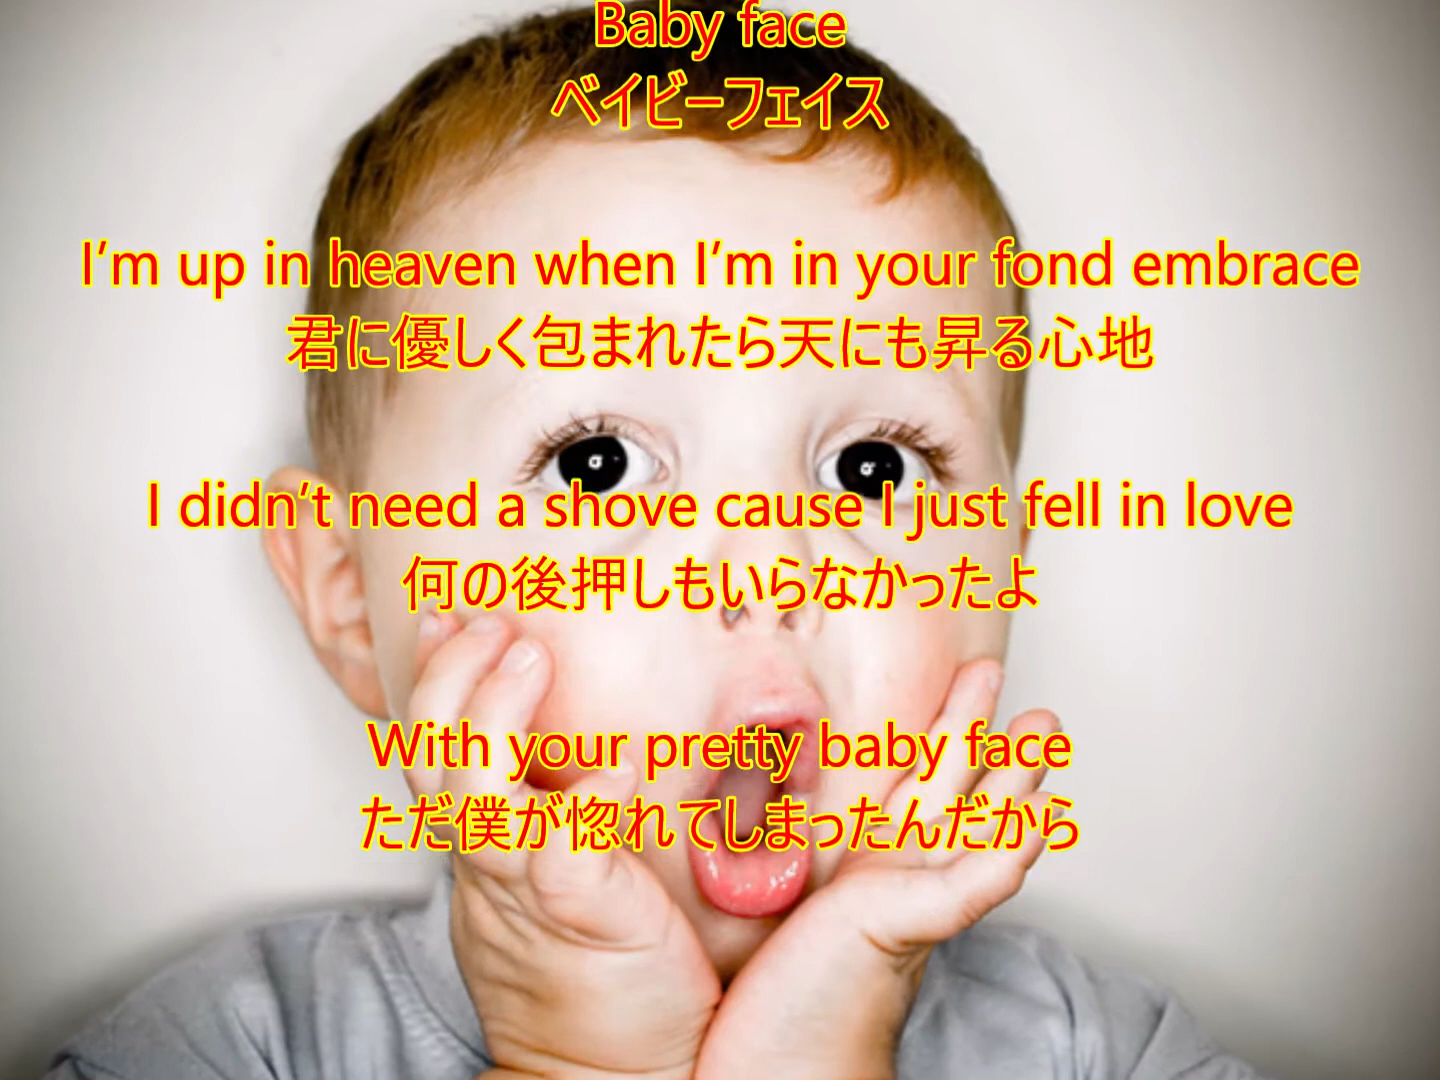 Baby face
ベイビーフェイス
I'm up in heaven when I'm in your fond embrace
君に優しく包まれたら天にも昇る心地
I didn't need a shove cause I just fell in love
何の後押しもいらなかったよ
With your pretty baby face
ただ僕が惚れてしまったんだから